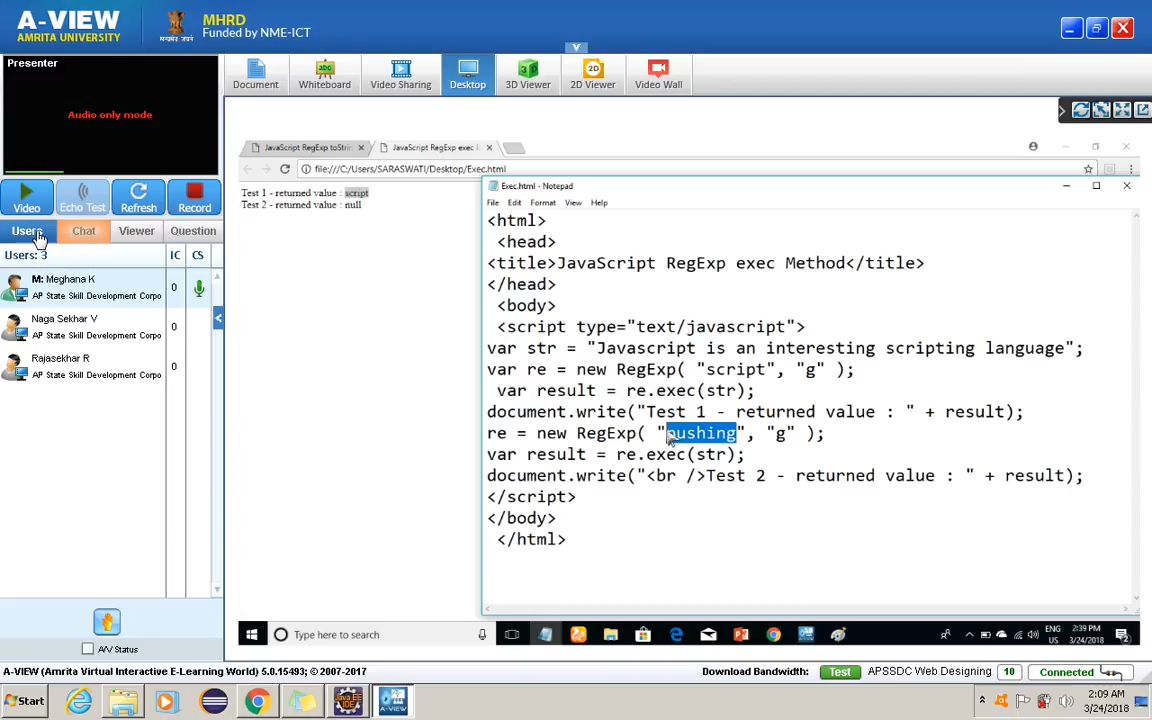 A-VIEW
AMRITA UNIVERSITY
MHRD
Funded by NME-ICT
Presenter
Audio only mode
Document
Whiteboard
Video Sharing
Desktop
3D Viewer
2D Viewer
Video Wall
Video
Echo Test
Refresh
Record
Users
Chat
Viewer
Question
Users: 3
IC
CS
M: Meghana K
AP State Skill Development Corpo
0
Naga Sekhar V
AP State Skill Development Corpo
0
Rajasekhar R
AP State Skill Development Corpo
0
A/V Status
JavaScript RegExp toStri
JavaScript RegExp exec
file:///C:/Users/SARASWATI/Desktop/Exec.html
Test 1 - returned value : script
Test 2 - returned value : null
Exec.html - Notepad
File Edit Format View Help
<html>
<head>
<title>JavaScript RegExp exec Method</title>
</head>
<body>
<script type="text/javascript">
var str = "Javascript is an interesting scripting language";
var re = new RegExp( "script", "g" );
var result = re.exec(str);
document.write("Test 1 - returned value : " + result);
re = new RegExp( "pushing", "g" );
var result = re.exec(str);
document.write("<br />Test 2 - returned value : " + result);
</script>
</body>
</html>
Type here to search
ENG
US
2:39 PM
3/24/2018
A-VIEW (Amrita Virtual Interactive E-Learning World) 5.0.15493; © 2007-2017
Download Bandwidth:
Test
APSSDC Web Designing
10
Connected
Start
2:09 AM
3/24/2018